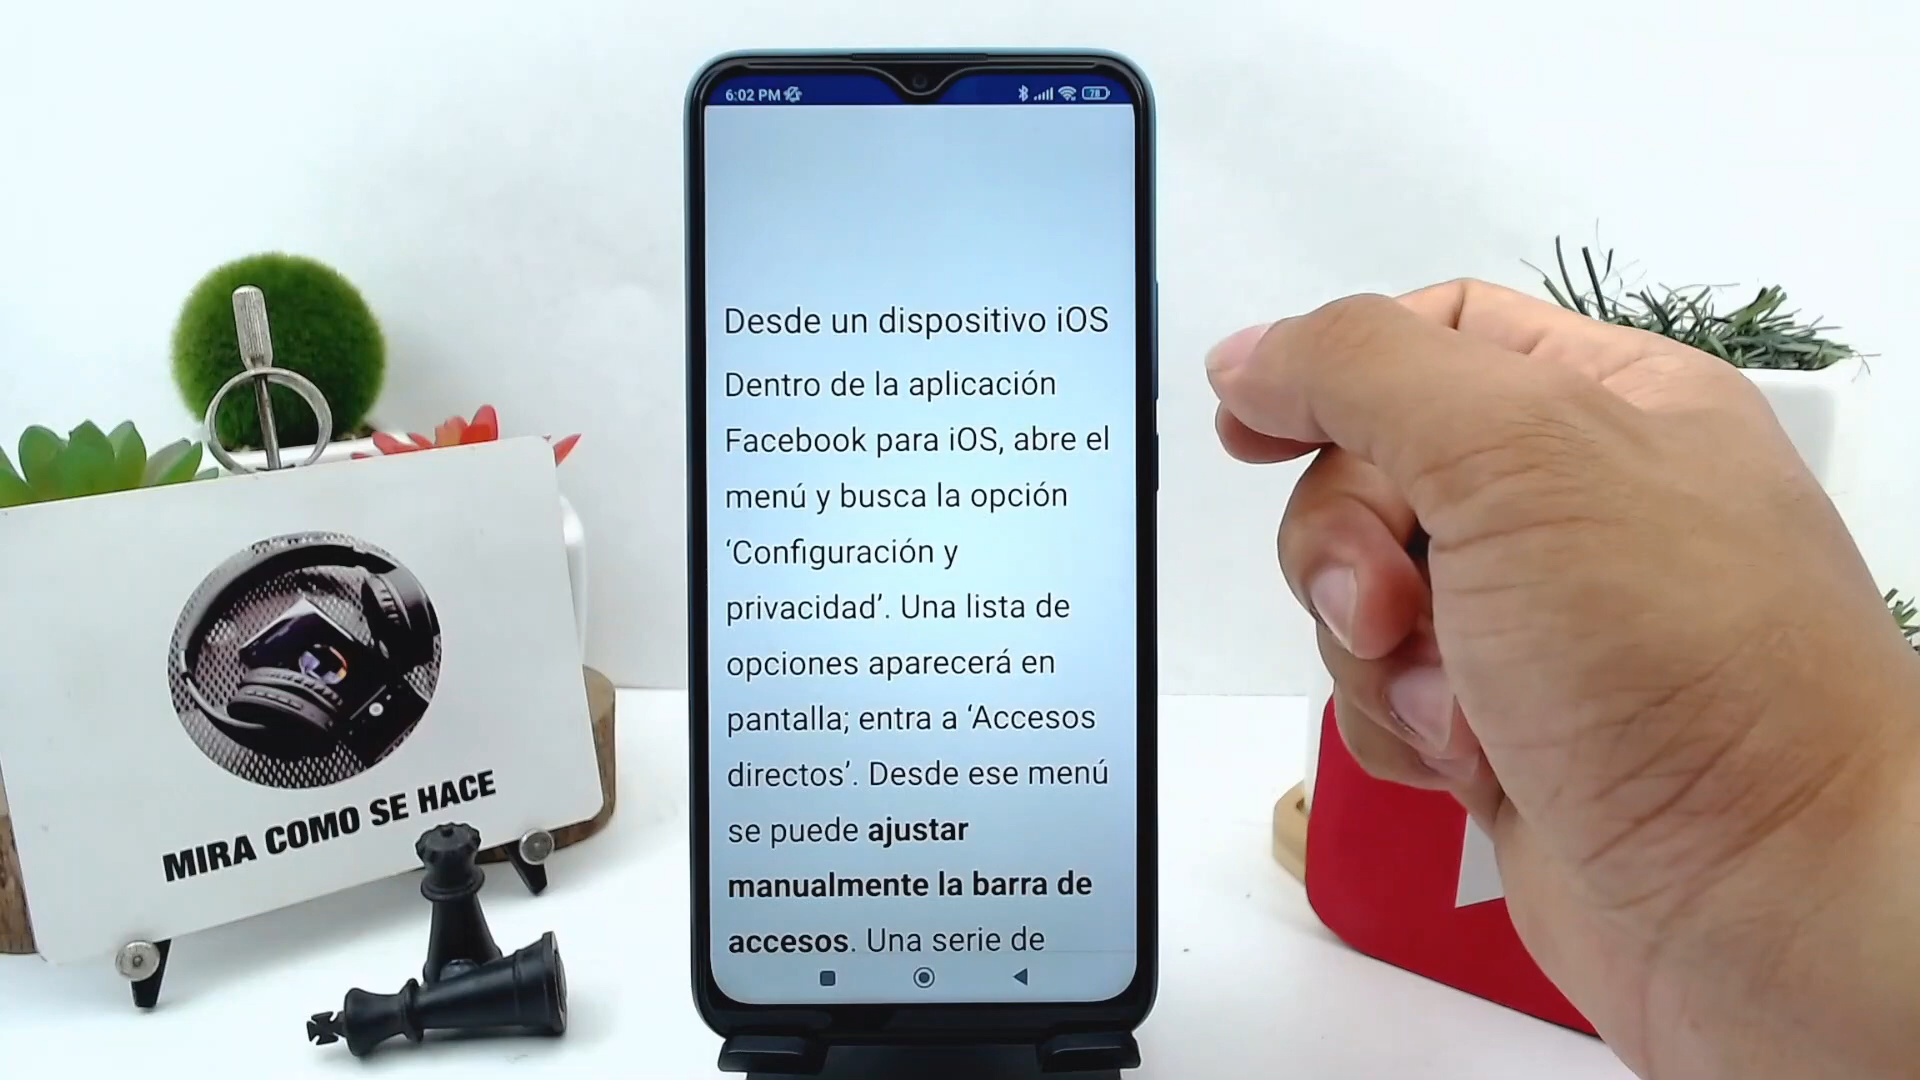 6:02 PM
78
Desde un dispositivo iOS
Dentro de la aplicación
Facebook para iOS, abre el
menú y busca la opción
‘Configuración y
privacidad’. Una lista de
opciones aparecerá en
pantalla; entra a ‘Accesos
directos’. Desde ese menú
se puede ajustar
manualmente la barra de
accesos. Una serie de
MIRA COMO SE HACE